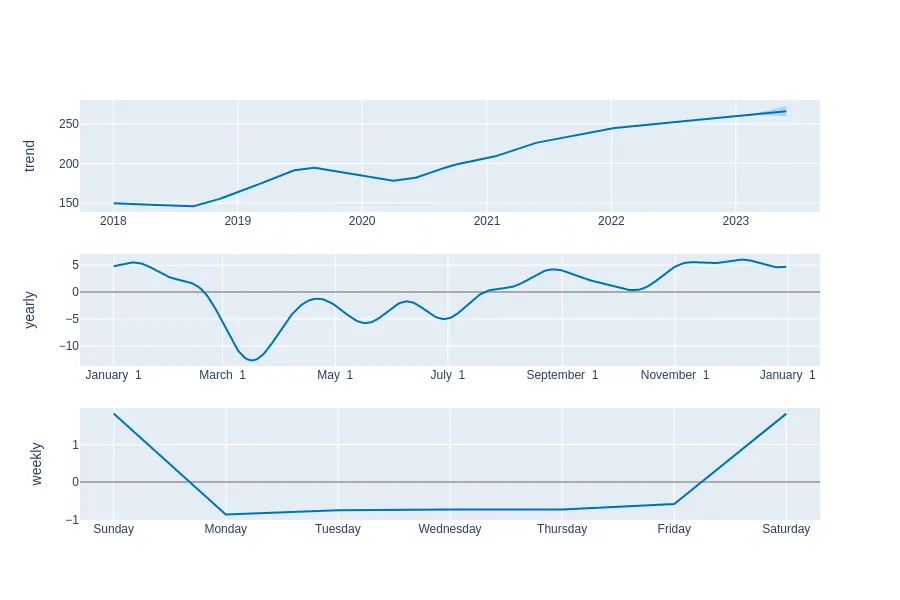 trend
250
200
150
2018 2019 2020 2021 2022 2023
yearly
5
0
−5
−10
January 1 March 1 May 1 July 1 September 1 November 1 January 1
weekly
1
0
−1
Sunday Monday Tuesday Wednesday Thursday Friday Saturday